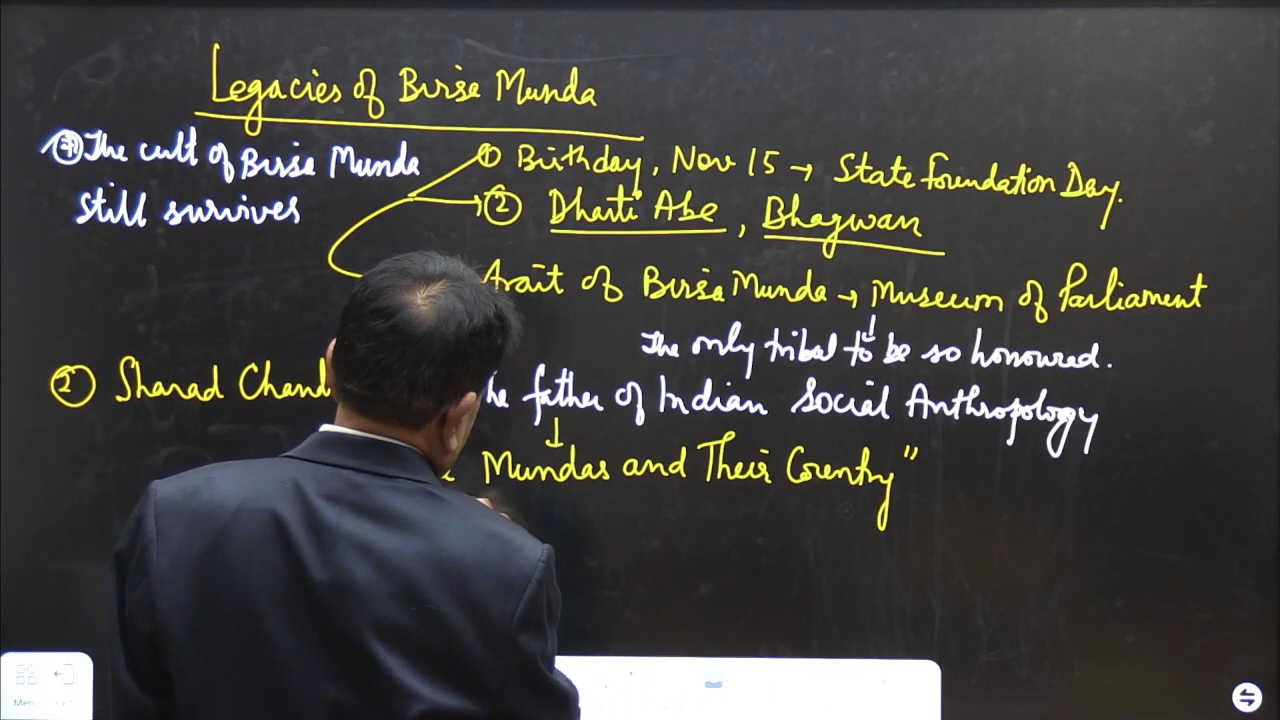 Legacies of Birsa Munda
① The cult of Birsa Munda
still survives
① Birthday, Nov 15 → State Foundation Day.
② Dharti Abe, Bhagwan
trait of Birsa Munda → Museum of Parliament
The only tribal to be so honoured.
② Sharad Chand
he father of Indian Social Anthropology
Mundas and Their Country"